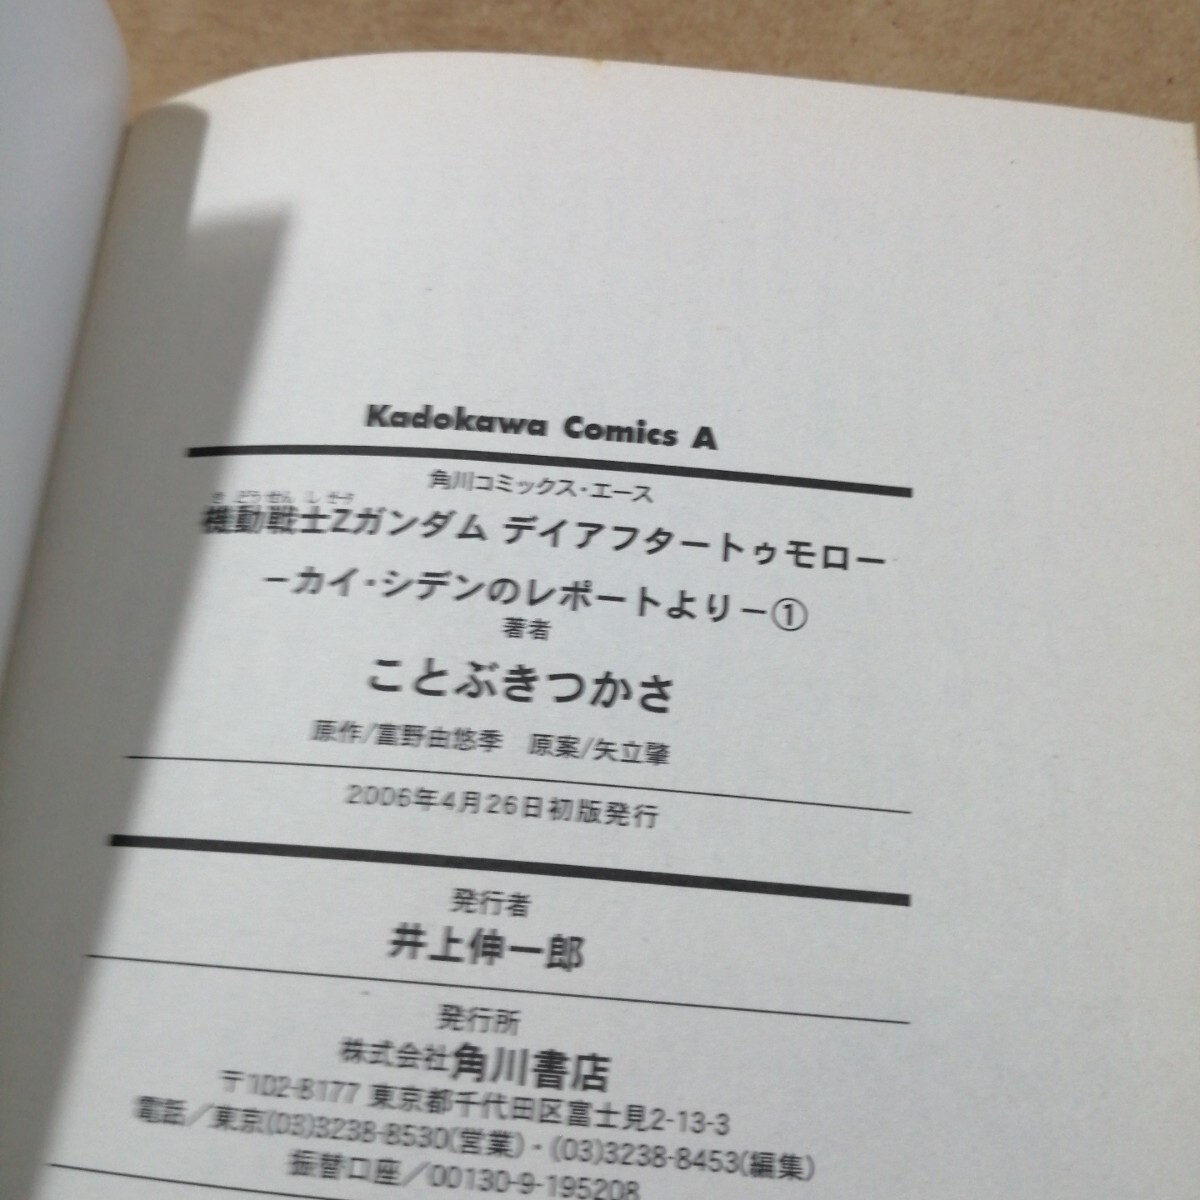 Kadokawa Comics A
角川コミックス・エース
き どう せん し ぜーた
機動戦士Zガンダム デイアフタートゥモロー
－カイ・シデンのレポートより－①
著者
ことぶきつかさ
原作/富野由悠季　原案/矢立肇
2006年4月26日初版発行
発行者
井上伸一郎
発行所
株式会社角川書店
〒102-8177 東京都千代田区富士見2-13-3
電話／東京(03)3238-8530(営業)・(03)3238-8453(編集)
振替口座／00130-9-195208